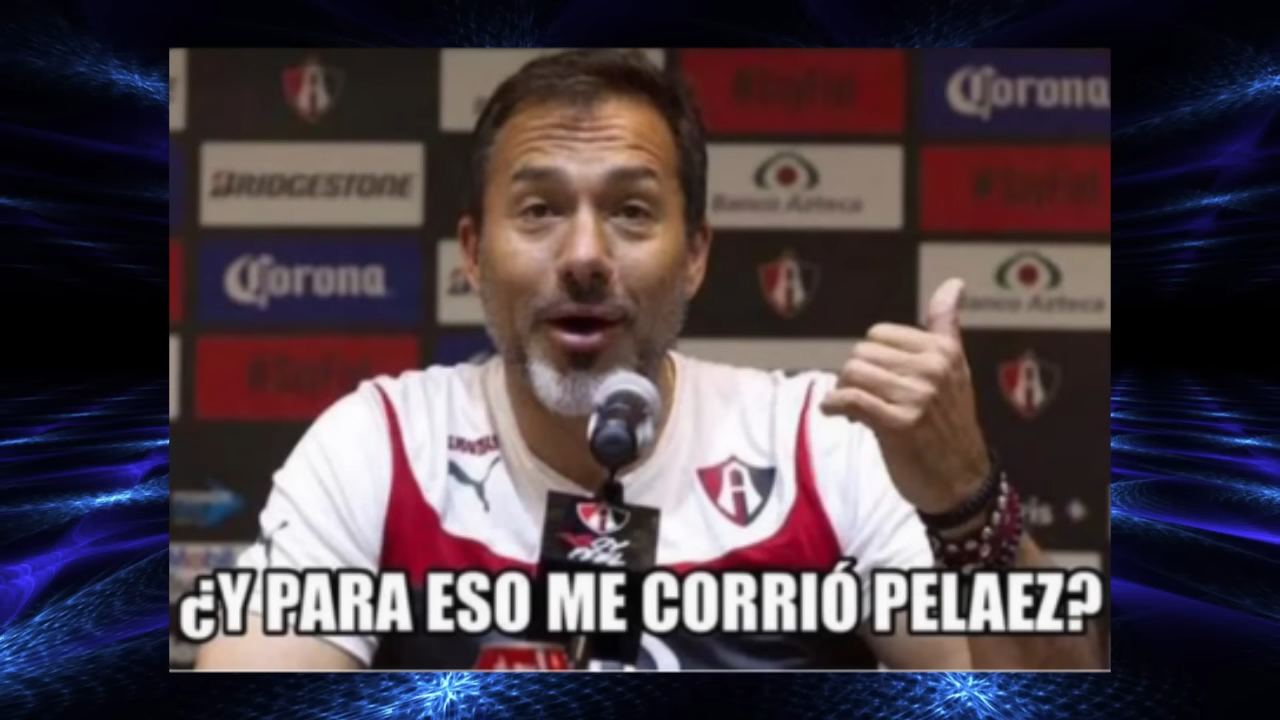 Corona
BRIDGESTONE
Banco Azteca
Corona
Banco Azteca
¿Y PARA ESO ME CORRIÓ PELAEZ?